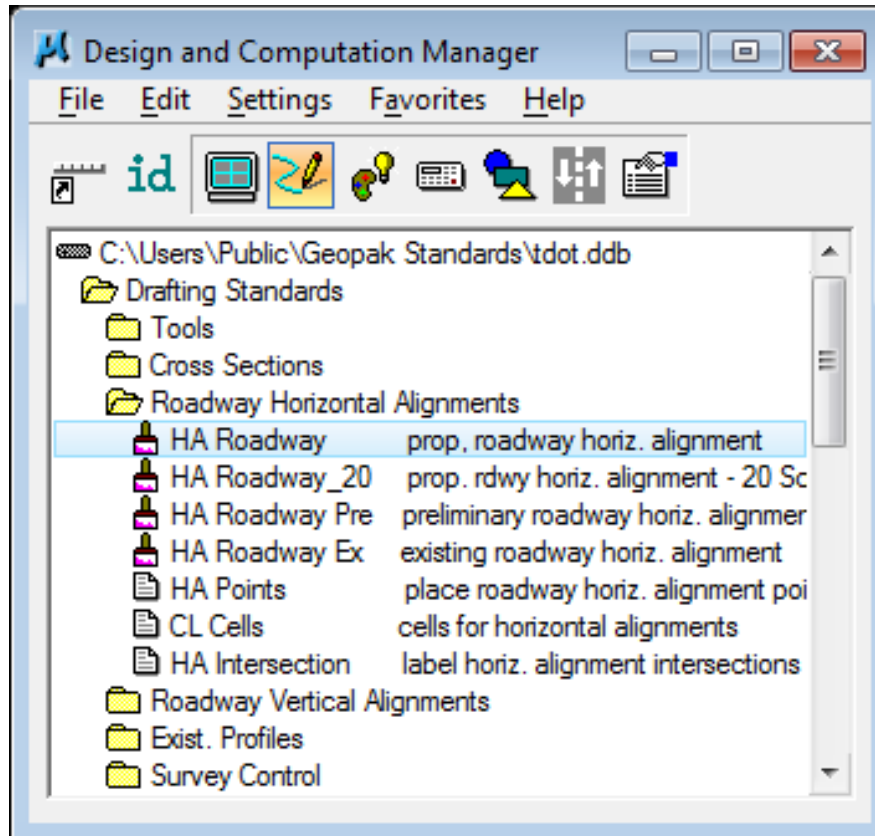 Design and Computation Manager
File Edit Settings Favorites Help
id
C:\Users\Public\Geopak Standards\tdot.ddb
Drafting Standards
Tools
Cross Sections
Roadway Horizontal Alignments
HA Roadway prop, roadway horiz. alignment
HA Roadway_20 prop. rdwy horiz. alignment - 20 Sc
HA Roadway Pre preliminary roadway horiz. alignmer
HA Roadway Ex existing roadway horiz. alignment
HA Points place roadway horiz. alignment poi
CL Cells cells for horizontal alignments
HA Intersection label horiz. alignment intersections
Roadway Vertical Alignments
Exist. Profiles
Survey Control